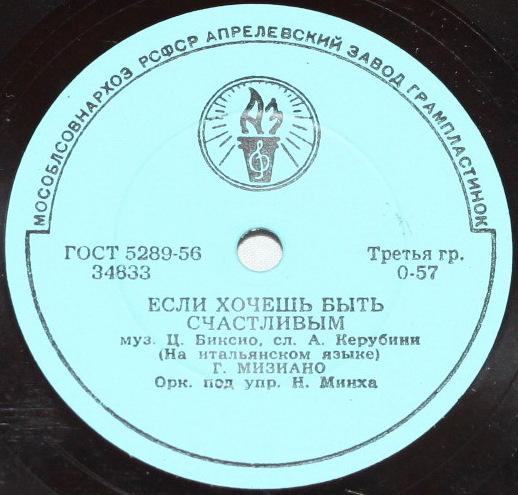 МОСОБЛСОВНАРХОЗ РСФСР АПРЕЛЕВСКИЙ ЗАВОД ГРАМПЛАСТИНОК
АЗ
ГОСТ 5289-56
34833
Третья гр.
0-57
ЕСЛИ ХОЧЕШЬ БЫТЬ
СЧАСТЛИВЫМ
муз. Ц. Биксио, сл. А. Керубини
(На итальянском языке)
Г. МИЗИАНО
Орк. под упр. Н. Минха